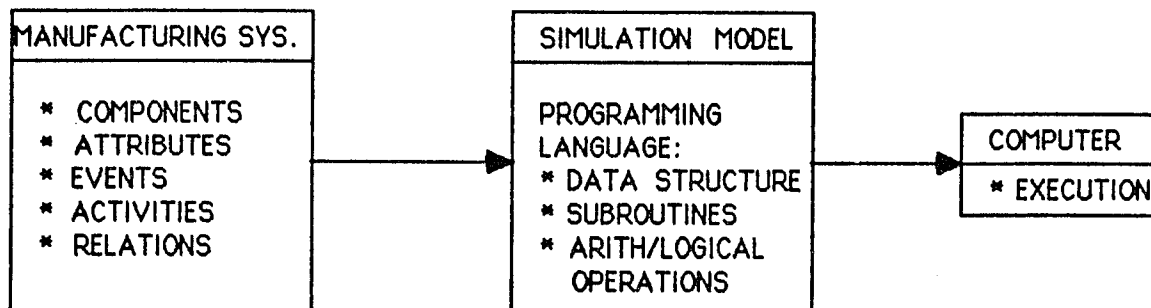 MANUFACTURING SYS.
* COMPONENTS
* ATTRIBUTES
* EVENTS
* ACTIVITIES
* RELATIONS
SIMULATION MODEL
PROGRAMMING
LANGUAGE:
* DATA STRUCTURE
* SUBROUTINES
* ARITH/LOGICAL
OPERATIONS
COMPUTER
* EXECUTION